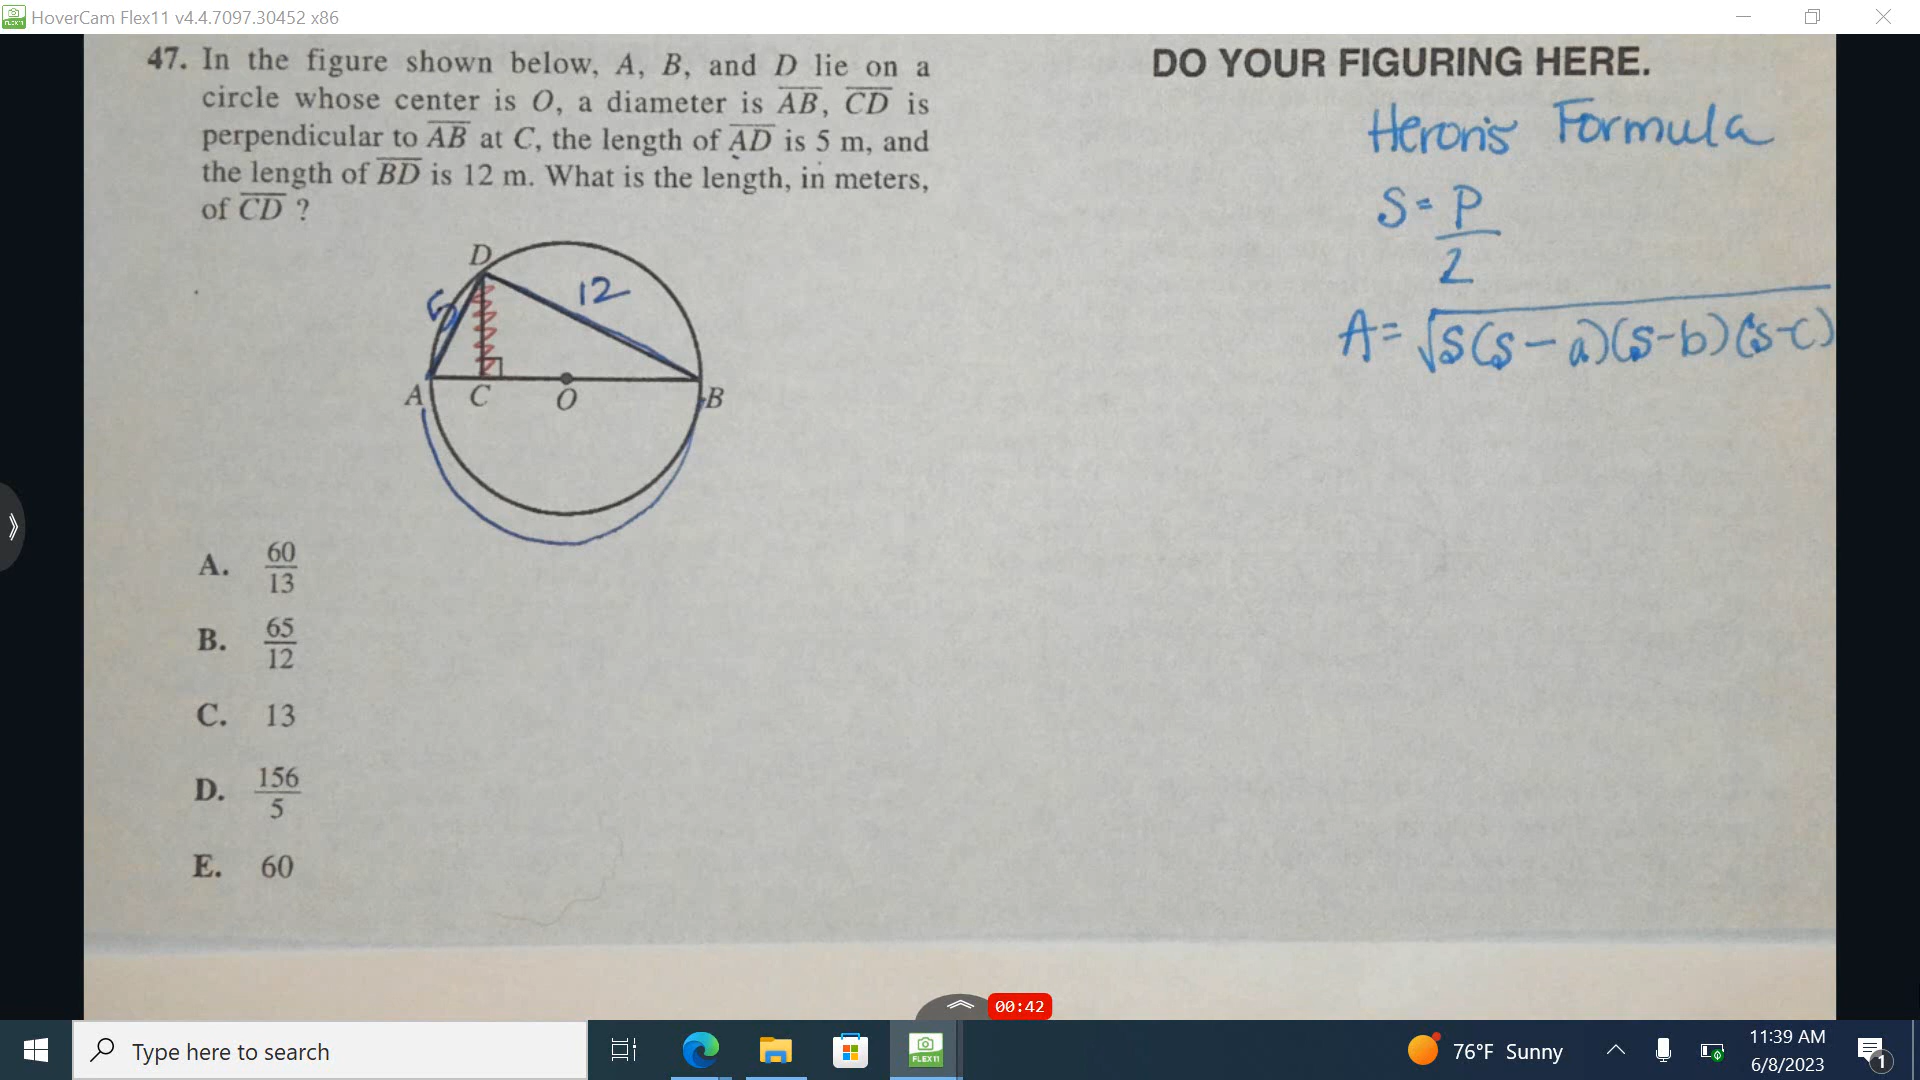 HoverCam Flex11 v4.4.7097.30452 x86
47. In the figure shown below, A, B, and D lie on a
circle whose center is O, a diameter is AB, CD is
perpendicular to AB at C, the length of AD is 5 m, and
the length of BD is 12 m. What is the length, in meters,
of CD ?
D
12
5
A
C
O
B
A. 60/13
B. 65/12
C. 13
D. 156/5
E. 60
DO YOUR FIGURING HERE.
Heron's Formula
S = P/2
A = √s(s-a)(s-b)(s-c)
00:42
Type here to search
FLEX11
76°F Sunny
11:39 AM
6/8/2023
1